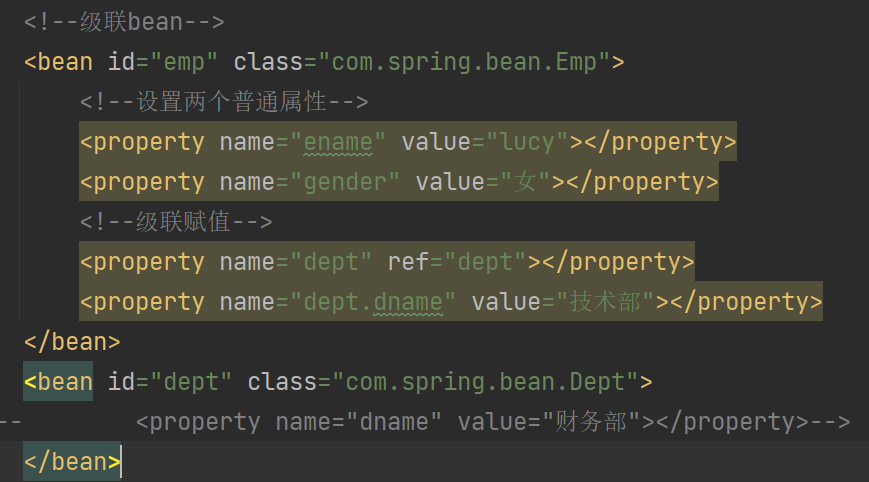 <!--级联bean-->
<bean id="emp" class="com.spring.bean.Emp">
<!--设置两个普通属性-->
<property name="ename" value="lucy"></property>
<property name="gender" value="女"></property>
<!--级联赋值-->
<property name="dept" ref="dept"></property>
<property name="dept.dname" value="技术部"></property>
</bean>
<bean id="dept" class="com.spring.bean.Dept">
-- <property name="dname" value="财务部"></property>-->
</bean>